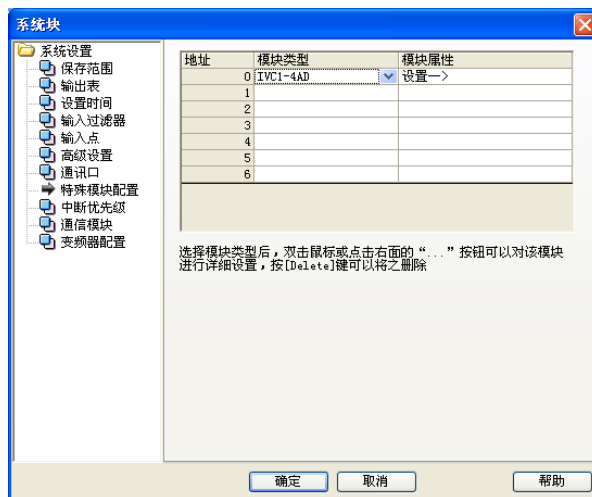 系统块
系统设置
保存范围
输出表
设置时间
输入过滤器
输入点
高级设置
通讯口
特殊模块配置
中断优先级
通信模块
变频器配置
地址 模块类型 模块属性
0 IVC1-4AD 设置—>
1
2
3
4
5
6
选择模块类型后，双击鼠标或点击右面的“...”按钮可以对该模块
进行详细设置，按[Delete]键可以将之删除
确定 取消 帮助